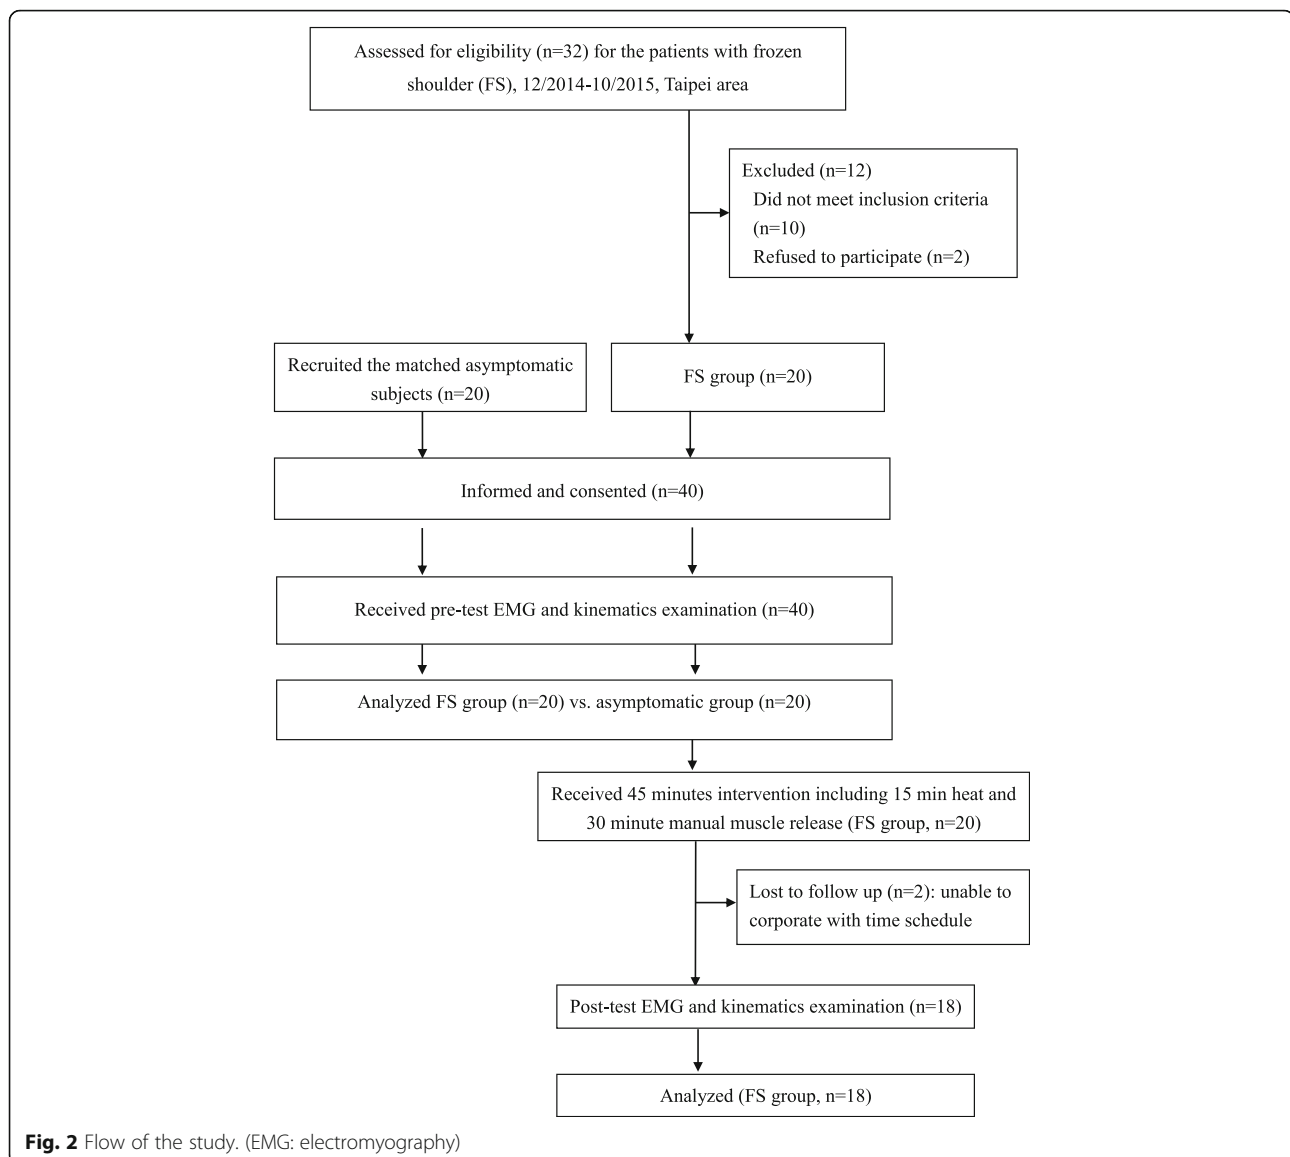 Assessed for eligibility (n=32) for the patients with frozen
shoulder (FS), 12/2014-10/2015, Taipei area
Excluded (n=12)
Did not meet inclusion criteria
(n=10)
Refused to participate (n=2)
Recruited the matched asymptomatic
subjects (n=20)
FS group (n=20)
Informed and consented (n=40)
Received pre-test EMG and kinematics examination (n=40)
Analyzed FS group (n=20) vs. asymptomatic group (n=20)
Received 45 minutes intervention including 15 min heat and
30 minute manual muscle release (FS group, n=20)
Lost to follow up (n=2): unable to
corporate with time schedule
Post-test EMG and kinematics examination (n=18)
Analyzed (FS group, n=18)
Fig. 2 Flow of the study. (EMG: electromyography)